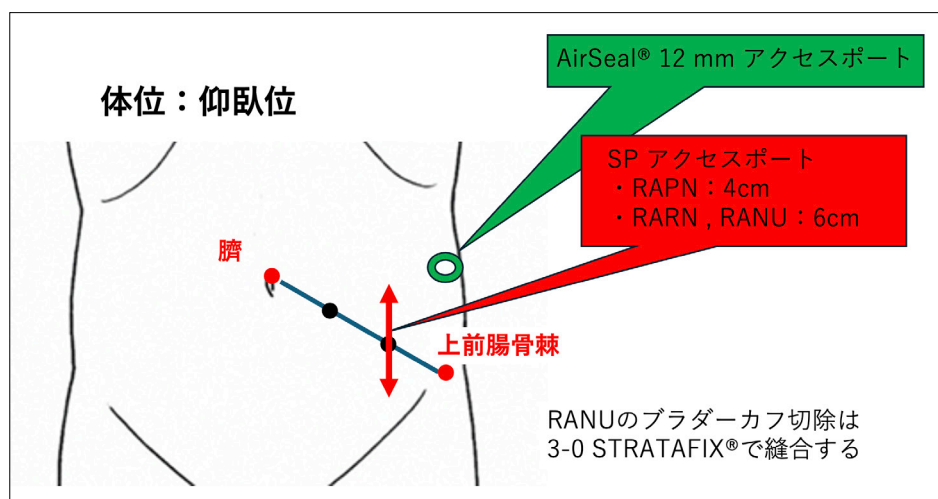 AirSeal® 12 mm アクセスポート
体位：仰臥位
SP アクセスポート
・RAPN：4cm
・RARN , RANU：6cm
臍
上前腸骨棘
RANUのブラダーカフ切除は
3-0 STRATAFIX®で縫合する